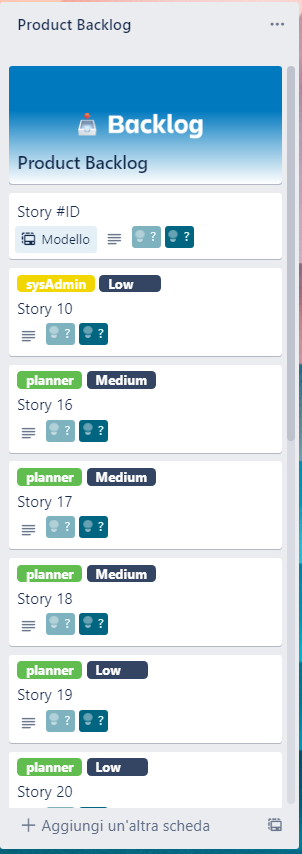 Product Backlog
Backlog
Product Backlog
Story #ID
Modello ? ?
sysAdmin Low
Story 10
? ?
planner Medium
Story 16
? ?
planner Medium
Story 17
? ?
planner Medium
Story 18
? ?
planner Low
Story 19
? ?
planner Low
Story 20
+ Aggiungi un'altra scheda